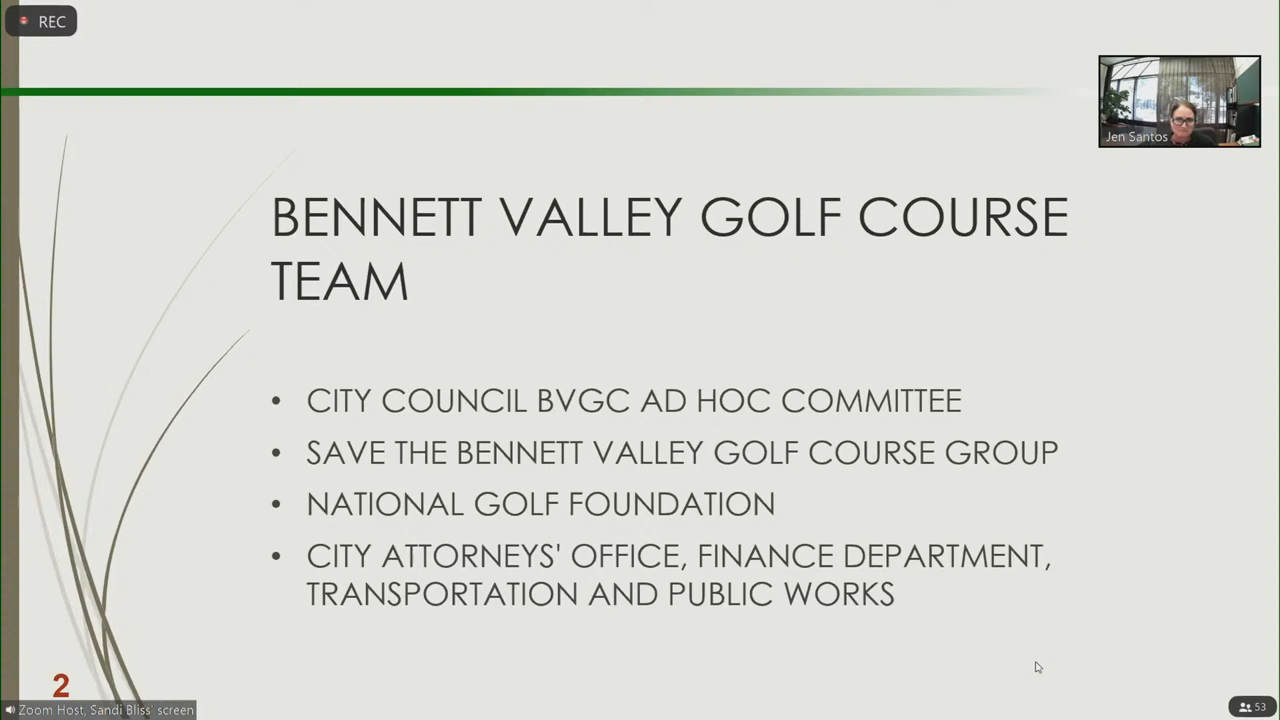 REC
Jen Santos
BENNETT VALLEY GOLF COURSE
TEAM
• CITY COUNCIL BVGC AD HOC COMMITTEE
• SAVE THE BENNETT VALLEY GOLF COURSE GROUP
• NATIONAL GOLF FOUNDATION
• CITY ATTORNEYS' OFFICE, FINANCE DEPARTMENT,
TRANSPORTATION AND PUBLIC WORKS
2
Zoom Host, Sandi Bliss' screen
53